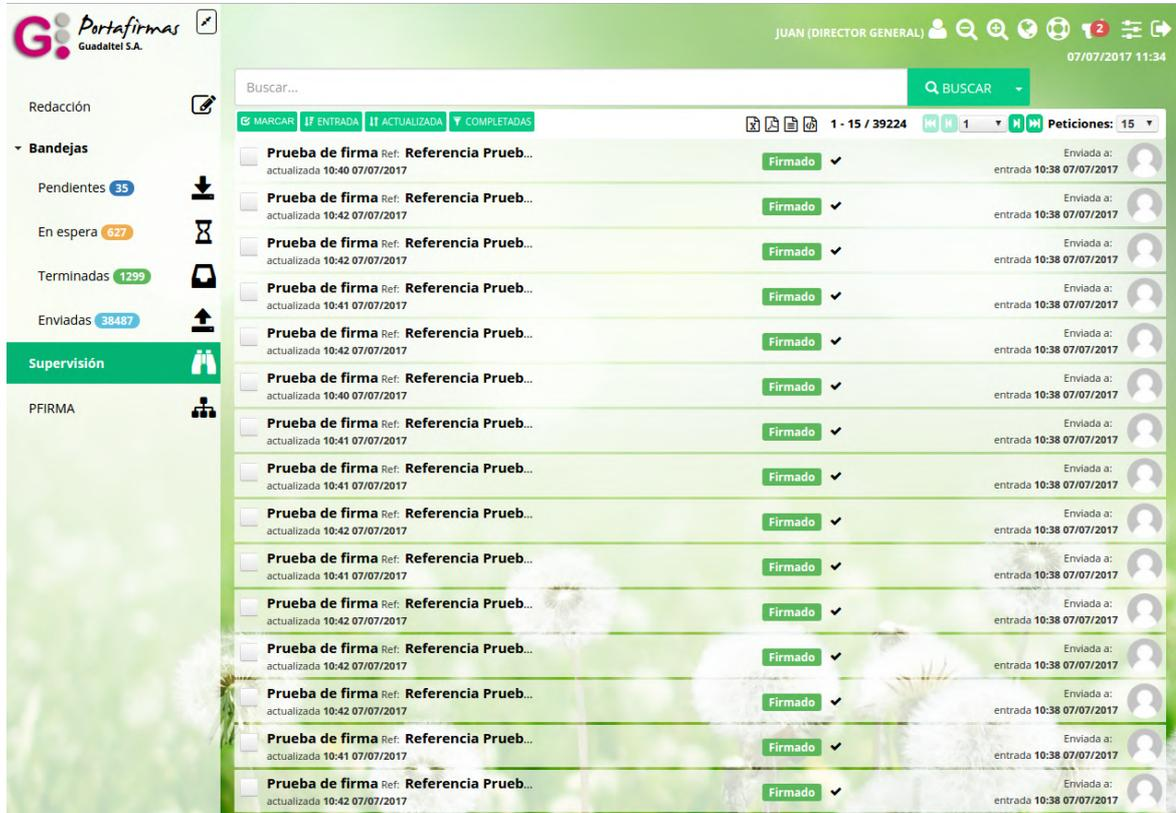 G
Portafirmas
Guadaltel S.A.
JUAN (DIRECTOR GENERAL)
2
07/07/2017 11:34
Buscar...
BUSCAR
Redacción
Bandejas
Pendientes 35
En espera 627
Terminadas 1299
Enviadas 38487
Supervisión
PFIRMA
MARCAR ENTRADA ACTUALIZADA COMPLETADAS 1 - 15 / 39224 1 Peticiones: 15
Prueba de firma Ref: Referencia Prueb... Firmado Enviada a:
actualizada 10:40 07/07/2017 entrada 10:38 07/07/2017
Prueba de firma Ref: Referencia Prueb... Firmado Enviada a:
actualizada 10:42 07/07/2017 entrada 10:38 07/07/2017
Prueba de firma Ref: Referencia Prueb... Firmado Enviada a:
actualizada 10:42 07/07/2017 entrada 10:38 07/07/2017
Prueba de firma Ref: Referencia Prueb... Firmado Enviada a:
actualizada 10:41 07/07/2017 entrada 10:38 07/07/2017
Prueba de firma Ref: Referencia Prueb... Firmado Enviada a:
actualizada 10:42 07/07/2017 entrada 10:38 07/07/2017
Prueba de firma Ref: Referencia Prueb... Firmado Enviada a:
actualizada 10:40 07/07/2017 entrada 10:38 07/07/2017
Prueba de firma Ref: Referencia Prueb... Firmado Enviada a:
actualizada 10:41 07/07/2017 entrada 10:38 07/07/2017
Prueba de firma Ref: Referencia Prueb... Firmado Enviada a:
actualizada 10:41 07/07/2017 entrada 10:38 07/07/2017
Prueba de firma Ref: Referencia Prueb... Firmado Enviada a:
actualizada 10:42 07/07/2017 entrada 10:38 07/07/2017
Prueba de firma Ref: Referencia Prueb... Firmado Enviada a:
actualizada 10:41 07/07/2017 entrada 10:38 07/07/2017
Prueba de firma Ref: Referencia Prueb... Firmado Enviada a:
actualizada 10:42 07/07/2017 entrada 10:38 07/07/2017
Prueba de firma Ref: Referencia Prueb... Firmado Enviada a:
actualizada 10:42 07/07/2017 entrada 10:38 07/07/2017
Prueba de firma Ref: Referencia Prueb... Firmado Enviada a:
actualizada 10:42 07/07/2017 entrada 10:38 07/07/2017
Prueba de firma Ref: Referencia Prueb... Firmado Enviada a:
actualizada 10:41 07/07/2017 entrada 10:38 07/07/2017
Prueba de firma Ref: Referencia Prueb... Firmado Enviada a:
actualizada 10:42 07/07/2017 entrada 10:38 07/07/2017